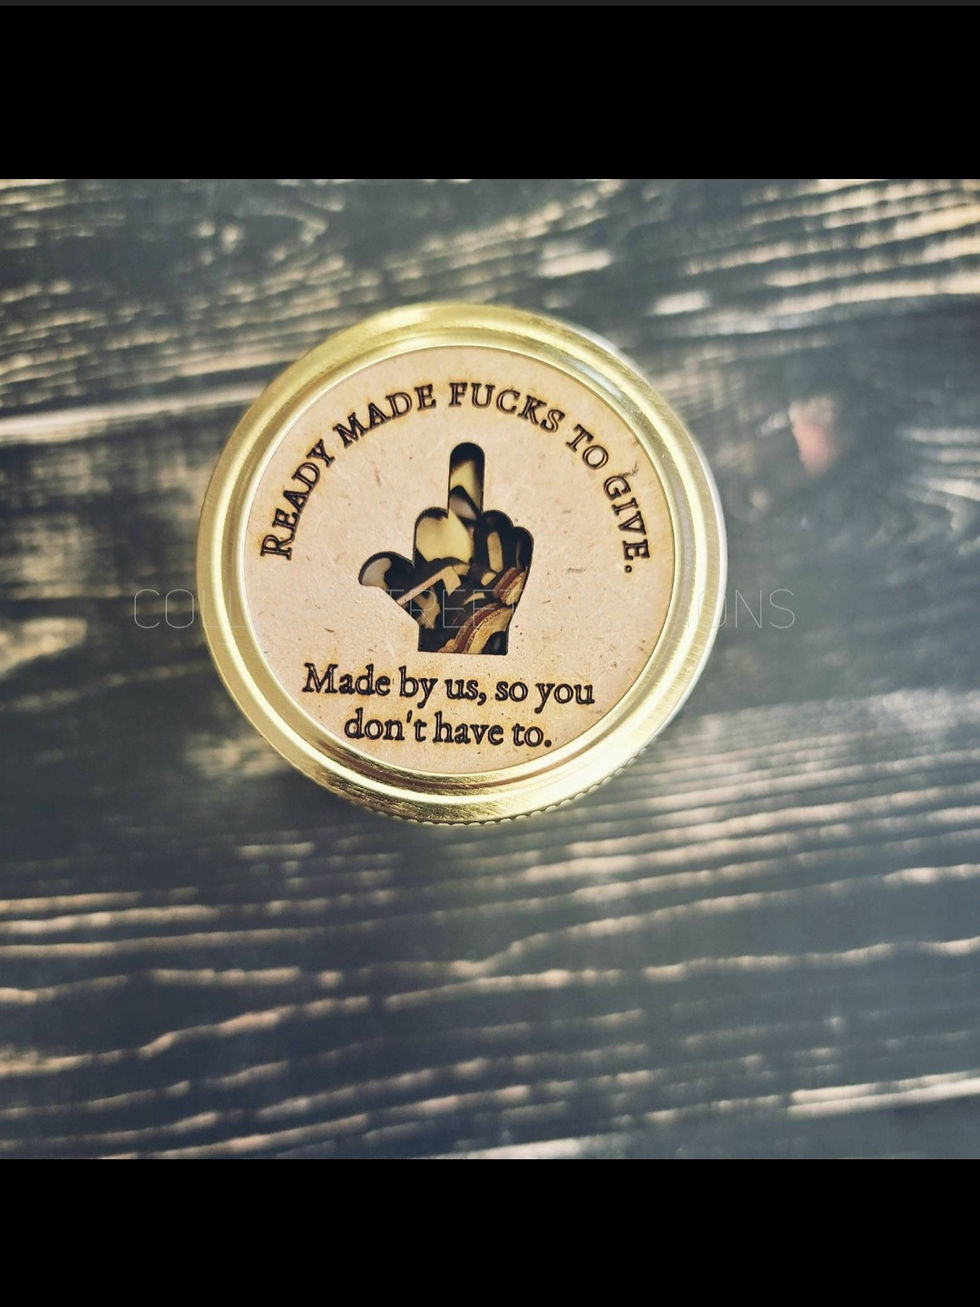 READY MADE FUCKS TO GIVE.
Made by us, so you
don't have to.